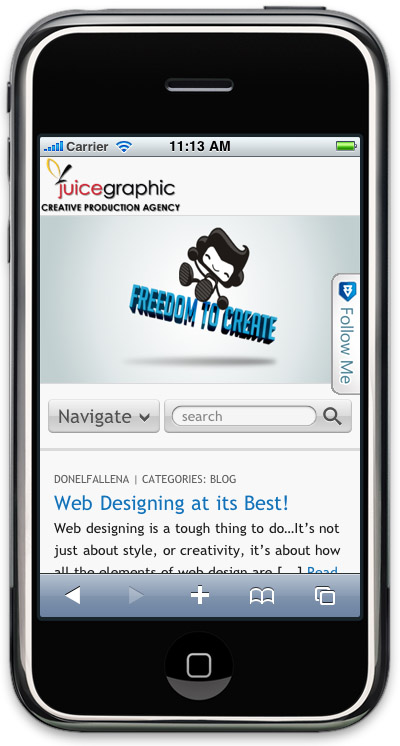 Carrier
11:13 AM
juicegraphic
CREATIVE PRODUCTION AGENCY
FREEDOM TO CREATE
Follow Me
Navigate
search
DONELFALLENA | CATEGORIES: BLOG
Web Designing at its Best!
Web designing is a tough thing to do...It's not
just about style, or creativity, it's about how
all the elements of web design are [...] Read